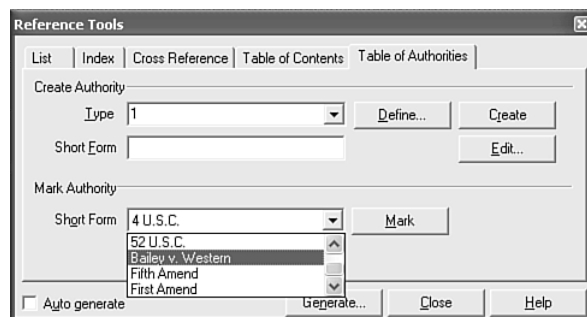 Reference Tools
List Index Cross Reference Table of Contents Table of Authorities
Create Authority
Type 1 Define... Create
Short Form Edit...
Mark Authority
Short Form 4 U.S.C. Mark
52 U.S.C.
Bailey v. Western
Fifth Amend
First Amend
Auto generate Generate... Close Help